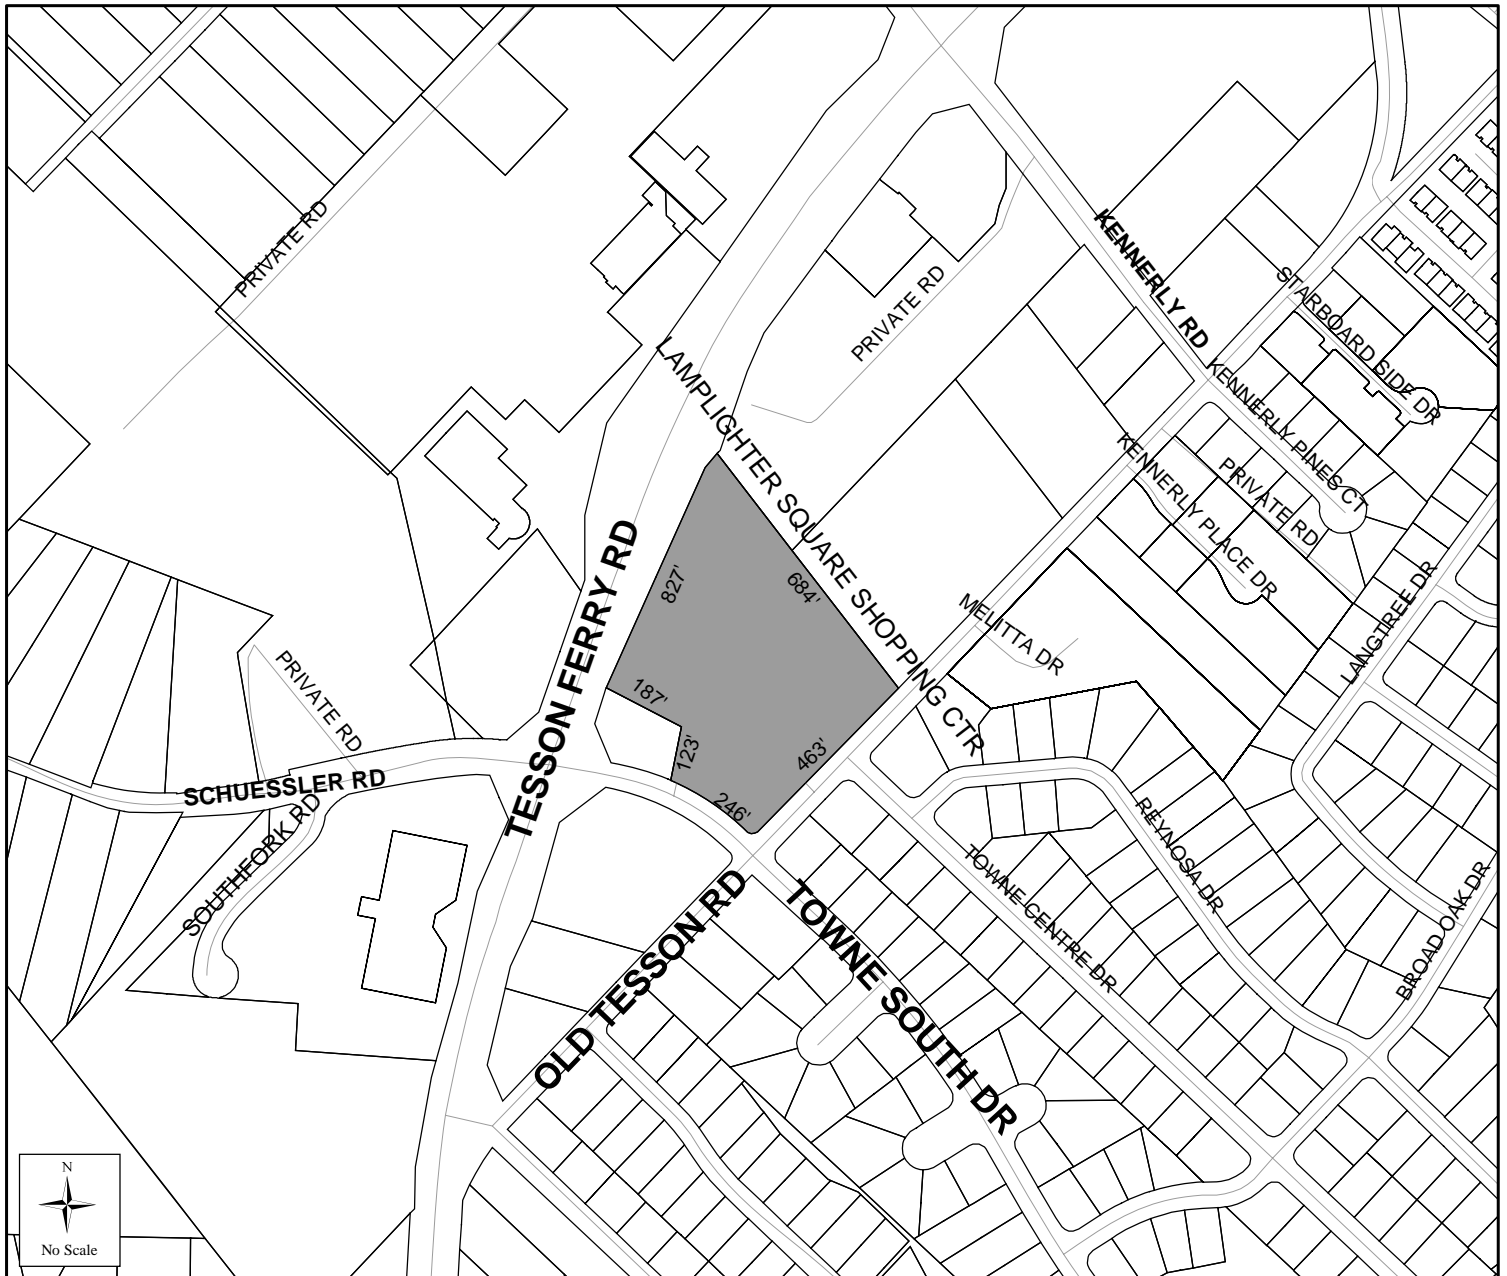 PRIVATE RD
KENNERLY RD
STARBOARD SIDE DR
PRIVATE RD
LAMPLIGHTER SQUARE SHOPPING CTR
KENNERLY PINES CT
KENNERLY PLACE DR
PRIVATE RD
TESSON FERRY RD
827'
684'
MELITTA DR
LANGTREE DR
PRIVATE RD
187'
123'
463'
246'
SCHUESSLER RD
SOUTHFORK RD
REYNOSA DR
TOWNE CENTRE DR
BROAD OAK DR
OLD TESSON RD
TOWNE SOUTH DR
N
No Scale